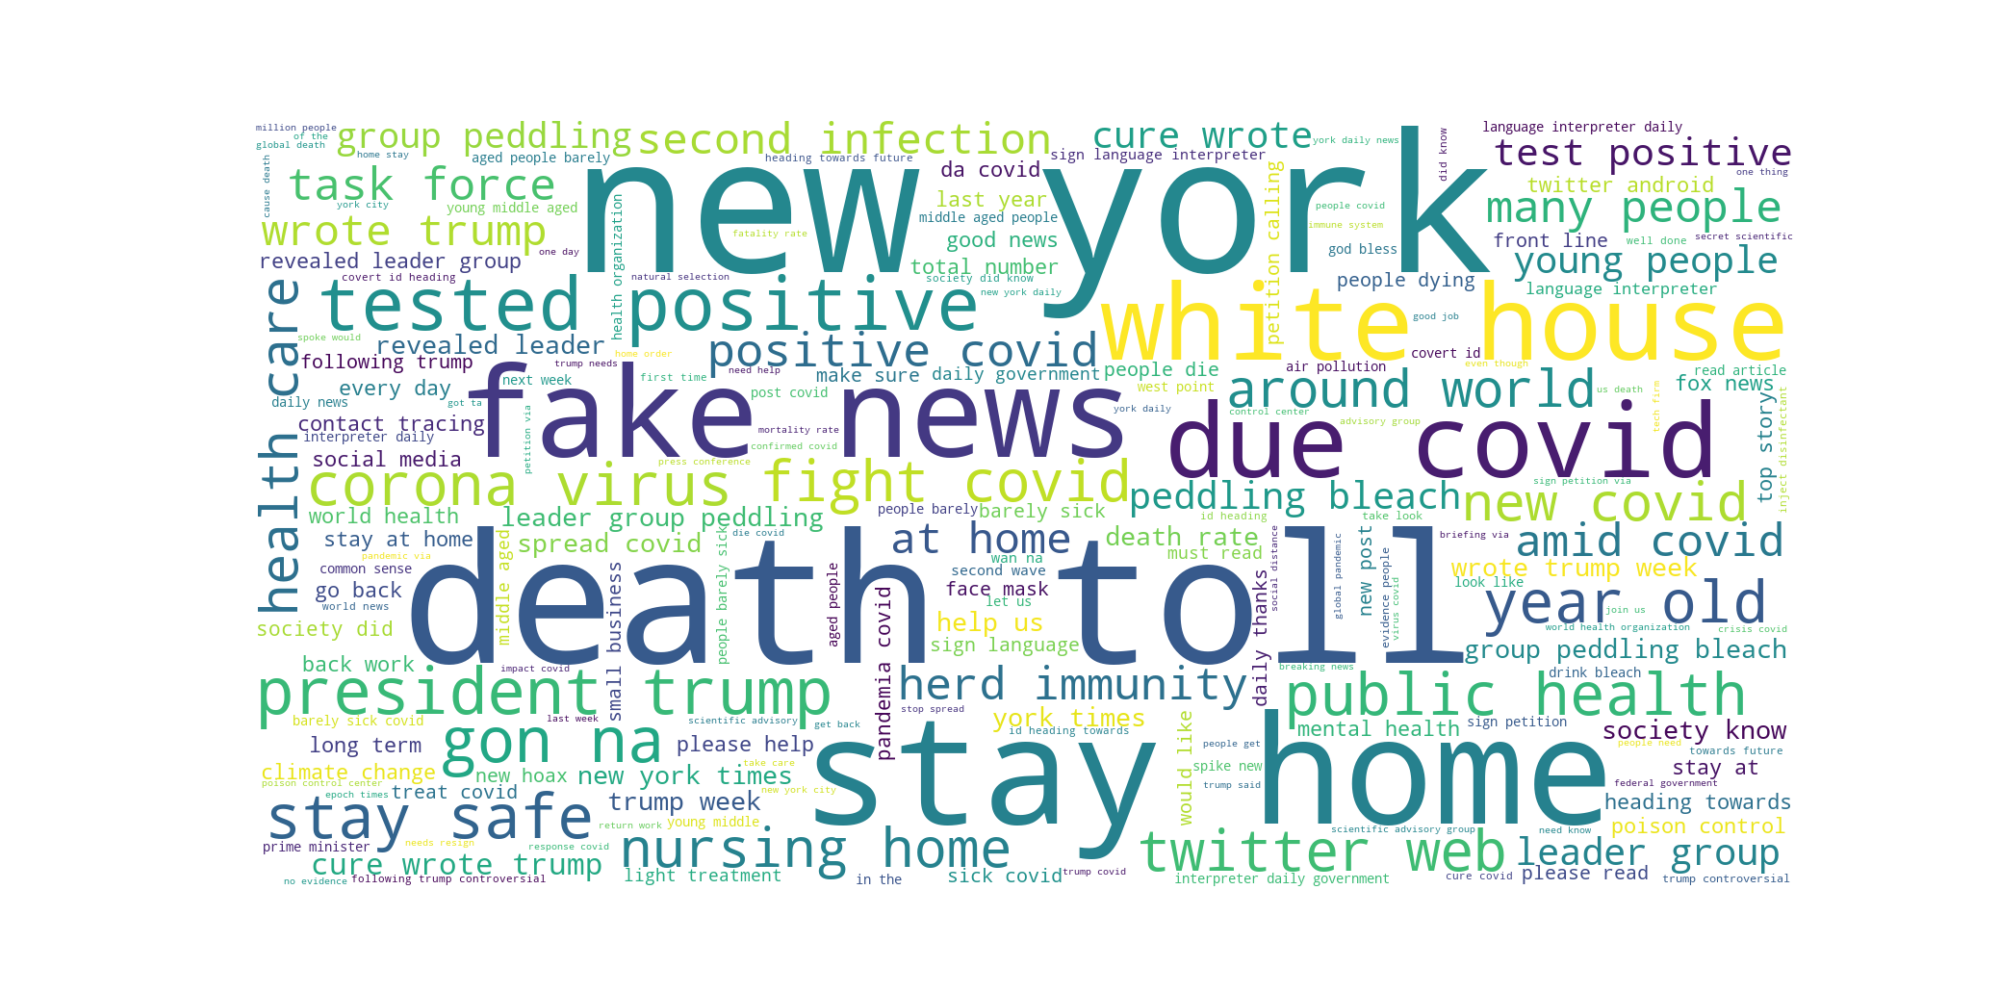 million people
of the
global death
home stay
group peddling
second infection
cure wrote
york daily news
did know
language interpreter daily
test positive
one thing
cause death
task force
york city
aged people barely
young middle aged
heading towards future
da covid
sign language interpreter
last year
middle aged people
new york
people covid
immune system
god bless
twitter android
many people
secret scientific
wrote trump
one day
health organization
fatality rate
good news
petition calling
front line
well done
revealed leader group
covert id heading
natural selection
total number
society did know
new york daily
people dying
young people
language interpreter
health care
tested positive
white house
good job
spoke would
revealed leader
home order
positive covid
following trump
trump needs
need help
make sure
daily government
people die
air pollution
covert id
even though
read article
every day
next week
first time
post covid
west point
around world
us death
fox news
daily news
got ta
fake news
york daily
control center
advisory group
tech firm
contact tracing
petition via
mortality rate
confirmed covid
due covid
top story
inject disinfectant
interpreter daily
social media
press conference
corona virus
fight covid
sign petition via
peddling bleach
new covid
world health
leader group peddling
people barely
barely sick
id heading
take look
stay at home
spread covid
die covid
at home
death rate
briefing via
amid covid
pandemic via
common sense
middle aged
people barely sick
wan na
must read
social distance
global pandemic
new post
wrote trump week
go back
world news
small business
death toll
aged people
second wave
face mask
let us
evidence people
virus covid
look like
year old
join us
society did
help us
sign language
daily thanks
world health organization
crisis covid
back work
impact covid
pandemia covid
breaking news
group peddling bleach
drink bleach
president trump
herd immunity
public health
barely sick covid
last week
scientific advisory
get back
stop spread
york times
id heading towards
mental health
sign petition
society know
long term
gon na
please help
stay home
would like
people get
people need
towards future
climate change
poison control center
new hoax
new york times
take care
spike new
trump said
stay at
federal government
epoch times
treat covid
trump week
new york city
heading towards
stay safe
return work
young middle
scientific advisory group
need know
poison control
prime minister
needs resign
response covid
nursing home
twitter web
leader group
cure wrote trump
light treatment
no evidence
following trump controversial
in the
sick covid
trump covid
interpreter daily government
cure covid
please read
trump controversial